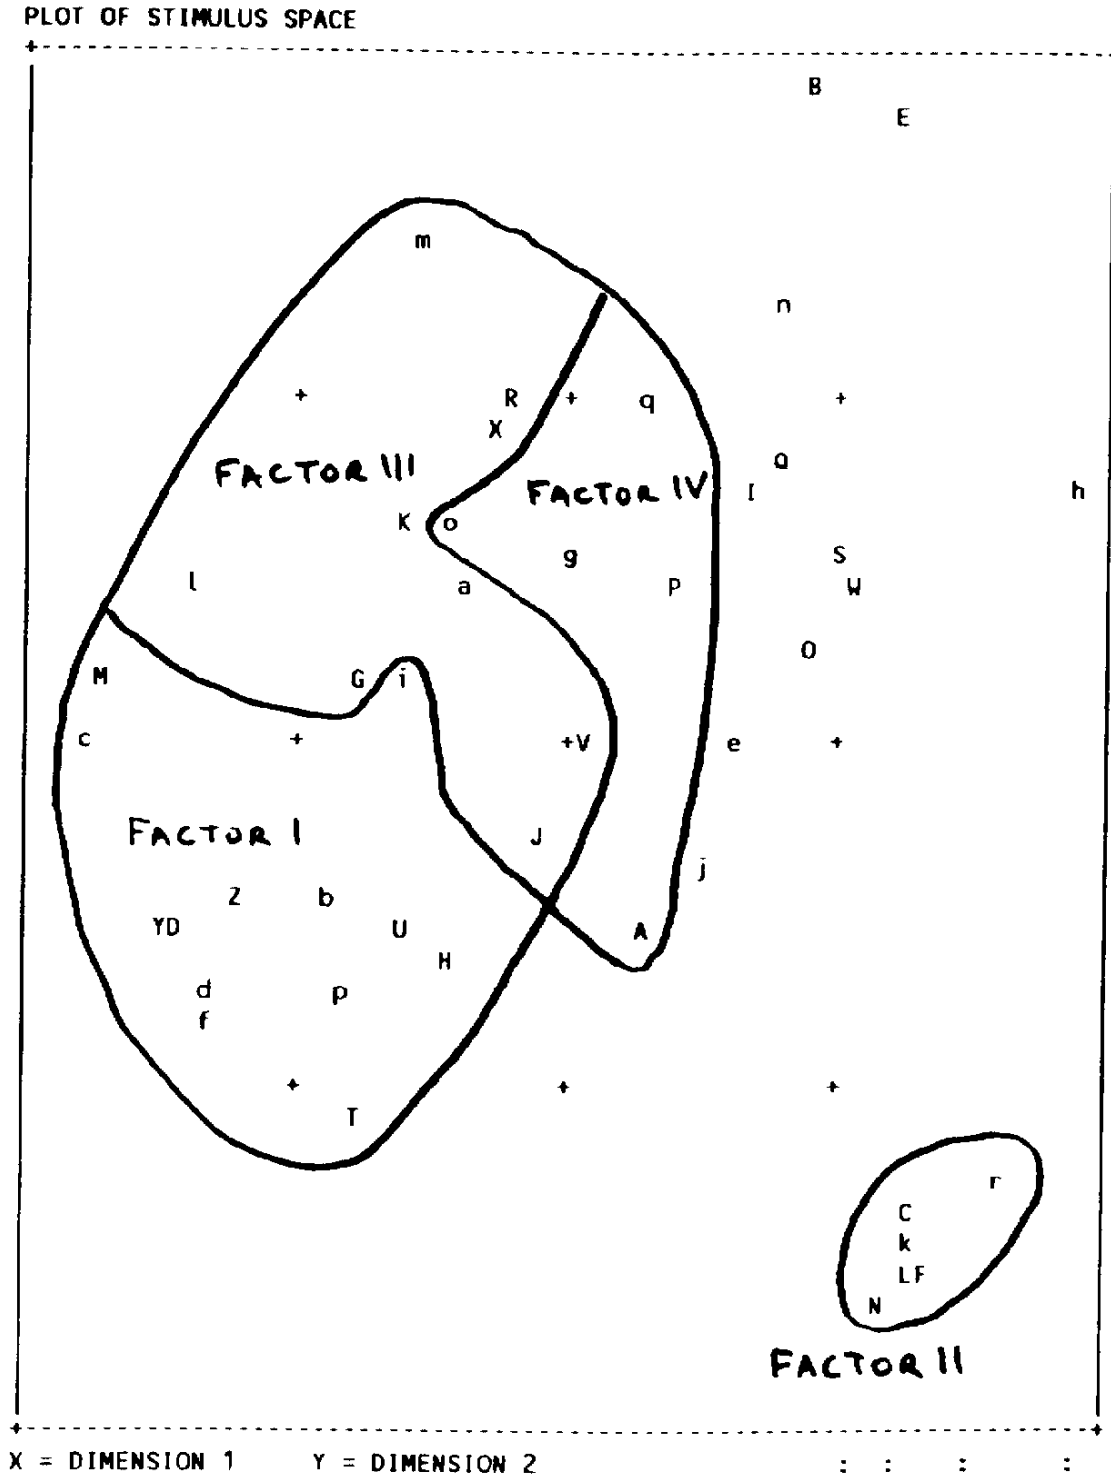 PLOT OF STIMULUS SPACE
B
E
m
n
+ R + q +
X
FACTOR III
Q
FACTOR IV I h
K o
g S
l a P W
O
M G i
c + +V e +
FACTOR I J
j
Z b
YD U A
H
d p
f
+ + +
T
r
C
k
LF
N
FACTOR II
X = DIMENSION 1 Y = DIMENSION 2 : : : :